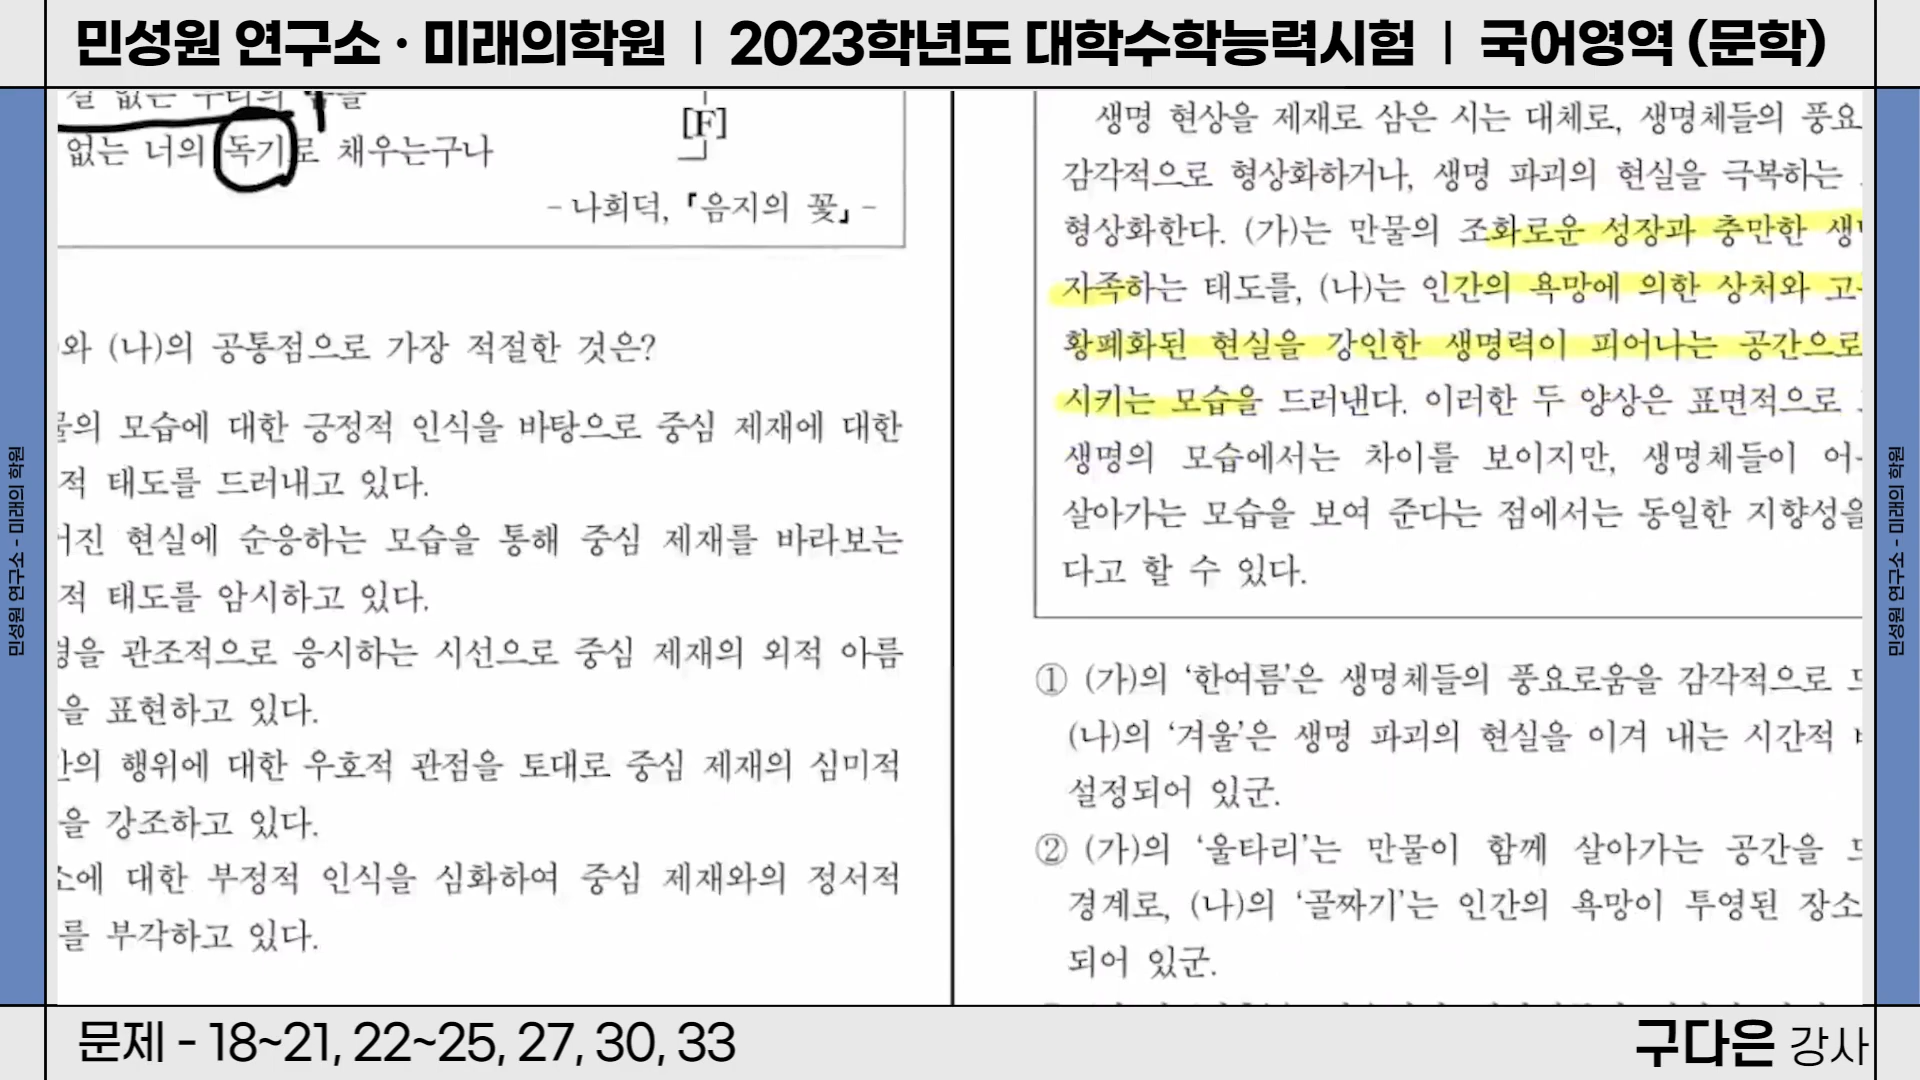 민성원 연구소 · 미래의학원 | 2023학년도 대학수학능력시험 | 국어영역 (문학)
없는 너의 독기로 채우는구나
[F]
- 나희덕, 「음지의 꽃」 -
와 (나)의 공통점으로 가장 적절한 것은?
모습에 대한 긍정적 인식을 바탕으로 중심 제재에 대한
적 태도를 드러내고 있다.
현실에 순응하는 모습을 통해 중심 제재를 바라보는
적 태도를 암시하고 있다.
관조적으로 응시하는 시선으로 중심 제재의 외적 아름
을 표현하고 있다.
행위에 대한 우호적 관점을 토대로 중심 제재의 심미적
을 강조하고 있다.
대한 부정적 인식을 심화하여 중심 제재와의 정서적
를 부각하고 있다.
생명 현상을 제재로 삼은 시는 대체로, 생명체들의 풍요
감각적으로 형상화하거나, 생명 파괴의 현실을 극복하는
형상화한다. (가)는 만물의 조화로운 성장과 충만한
자족하는 태도를, (나)는 인간의 욕망에 의한 상처와
황폐화된 현실을 강인한 생명력이 피어나는 공간으로
시키는 모습을 드러낸다. 이러한 두 양상은 표면적으로
생명의 모습에서는 차이를 보이지만, 생명체들이
살아가는 모습을 보여 준다는 점에서는 동일한 지향성을
다고 할 수 있다.
① (가)의 ‘한여름’은 생명체들의 풍요로움을 감각적으로
(나)의 ‘겨울’은 생명 파괴의 현실을 이겨 내는 시간적
설정되어 있군.
② (가)의 ‘울타리’는 만물이 함께 살아가는 공간을
경계로, (나)의 ‘골짜기’는 인간의 욕망이 투영된 장소
되어 있군.
민성원 연구소 - 미래의 학원
민성원 연구소 - 미래의 학원
문제 - 18~21, 22~25, 27, 30, 33
구다은 강사